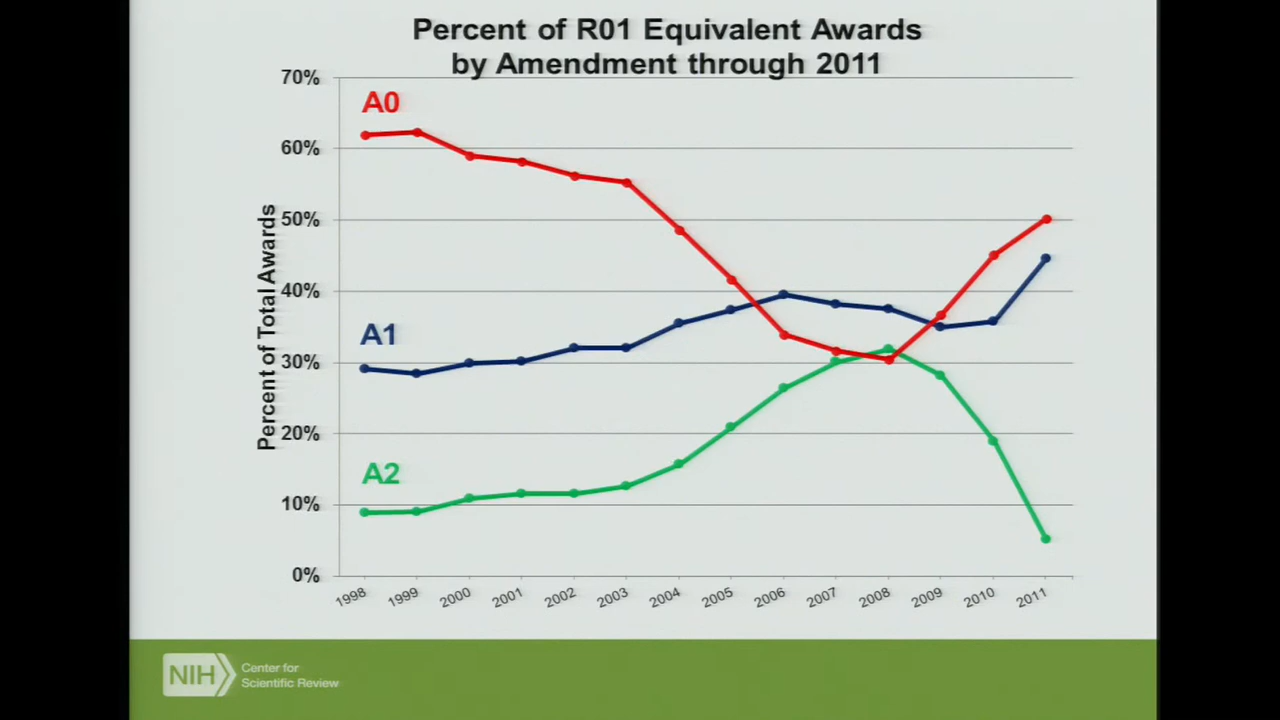 Percent of R01 Equivalent Awards
by Amendment through 2011
70%
60%
50%
40%
30%
20%
10%
0%
Percent of Total Awards
A0
A1
A2
1998
1999
2000
2001
2002
2003
2004
2005
2006
2007
2008
2009
2010
2011
NIH
Center for
Scientific Review